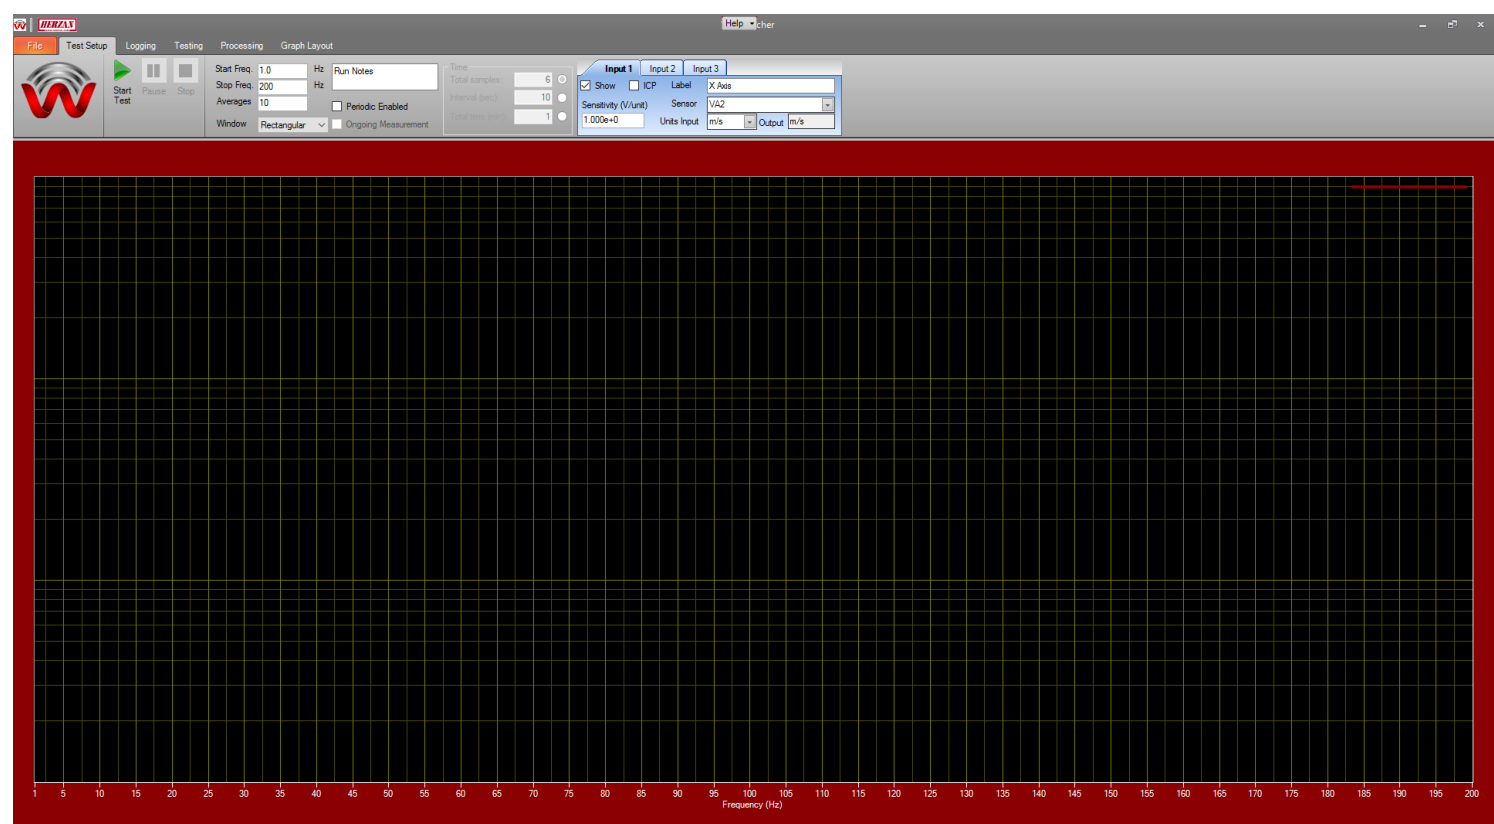 HERZAN
Help
cher
File Test Setup Logging Testing Processing Graph Layout
Start Test
Pause
Stop
Start Freq. 1.0 Hz
Stop Freq. 200 Hz
Averages 10
Window Rectangular
Run Notes
Periodic Enabled
Ongoing Measurement
Time
Total samples: 6
Interval (sec): 10
1
Input 1 Input 2 Input 3
Show ICP Label X Axis
Sensitivity (V/unit) Sensor VA2
1.000e+0 Units Input m/s Output m/s
1 5 10 15 20 25 30 35 40 45 50 55 60 65 70 75 80 85 90 95 100 105 110 115 120 125 130 135 140 145 150 155 160 165 170 175 180 185 190 195 200
Frequency (Hz)